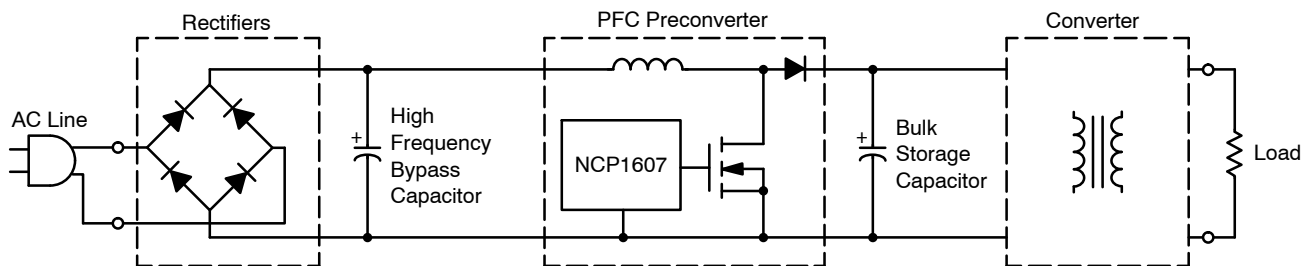 Rectifiers
PFC Preconverter
Converter
AC Line
+
High
Frequency
Bypass
Capacitor
NCP1607
+
Bulk
Storage
Capacitor
Load